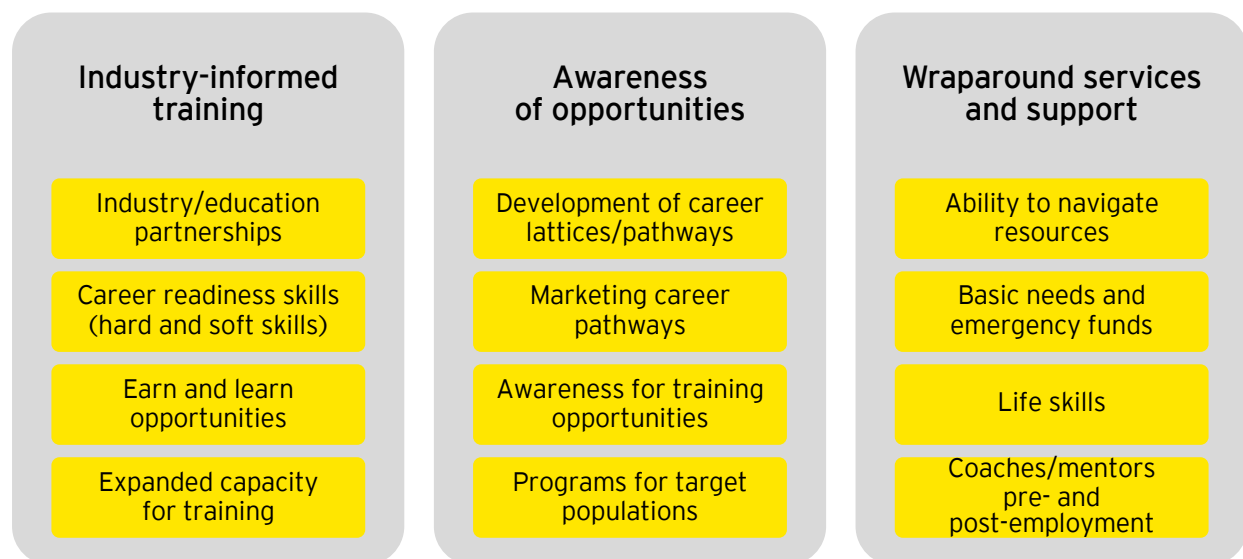 Industry-informed
training
Industry/education
partnerships
Career readiness skills
(hard and soft skills)
Earn and learn
opportunities
Expanded capacity
for training
Awareness
of opportunities
Development of career
lattices/pathways
Marketing career
pathways
Awareness for training
opportunities
Programs for target
populations
Wraparound services
and support
Ability to navigate
resources
Basic needs and
emergency funds
Life skills
Coaches/mentors
pre- and
post-employment